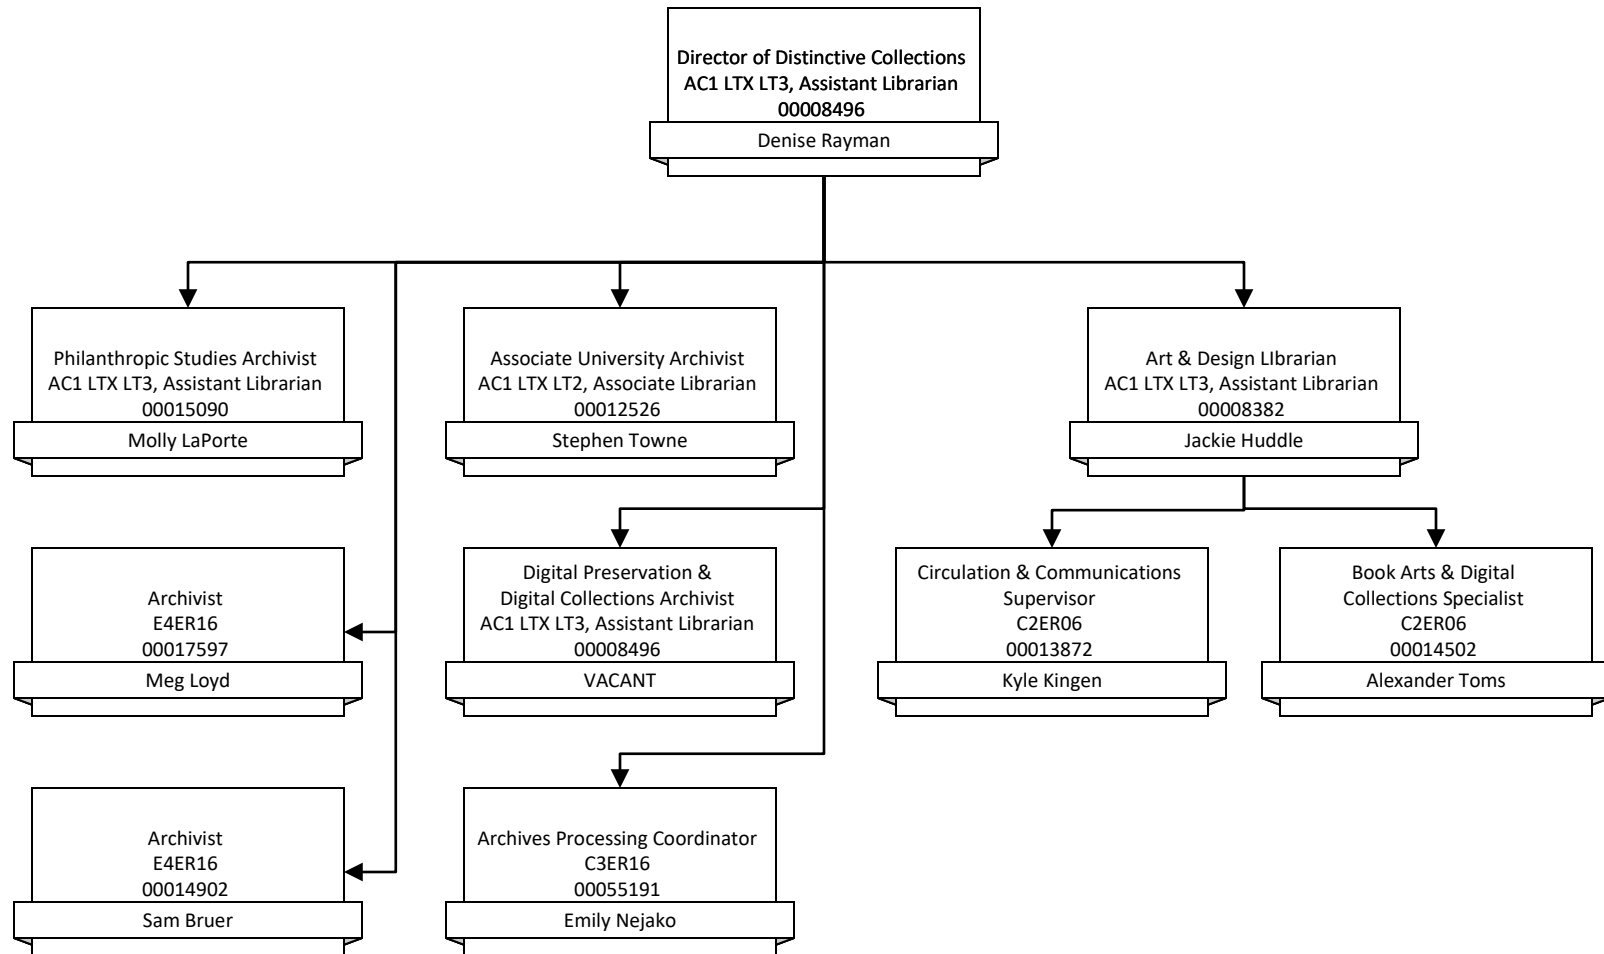 Director of Distinctive Collections
AC1 LTX LT3, Assistant Librarian
00008496
Denise Rayman
Philanthropic Studies Archivist
AC1 LTX LT3, Assistant Librarian
00015090
Molly LaPorte
Associate University Archivist
AC1 LTX LT2, Associate Librarian
00012526
Stephen Towne
Art & Design LIbrarian
AC1 LTX LT3, Assistant Librarian
00008382
Jackie Huddle
Archivist
E4ER16
00017597
Meg Loyd
Digital Preservation &
Digital Collections Archivist
AC1 LTX LT3, Assistant Librarian
00008496
VACANT
Circulation & Communications
Supervisor
C2ER06
00013872
Kyle Kingen
Book Arts & Digital
Collections Specialist
C2ER06
00014502
Alexander Toms
Archivist
E4ER16
00014902
Sam Bruer
Archives Processing Coordinator
C3ER16
00055191
Emily Nejako